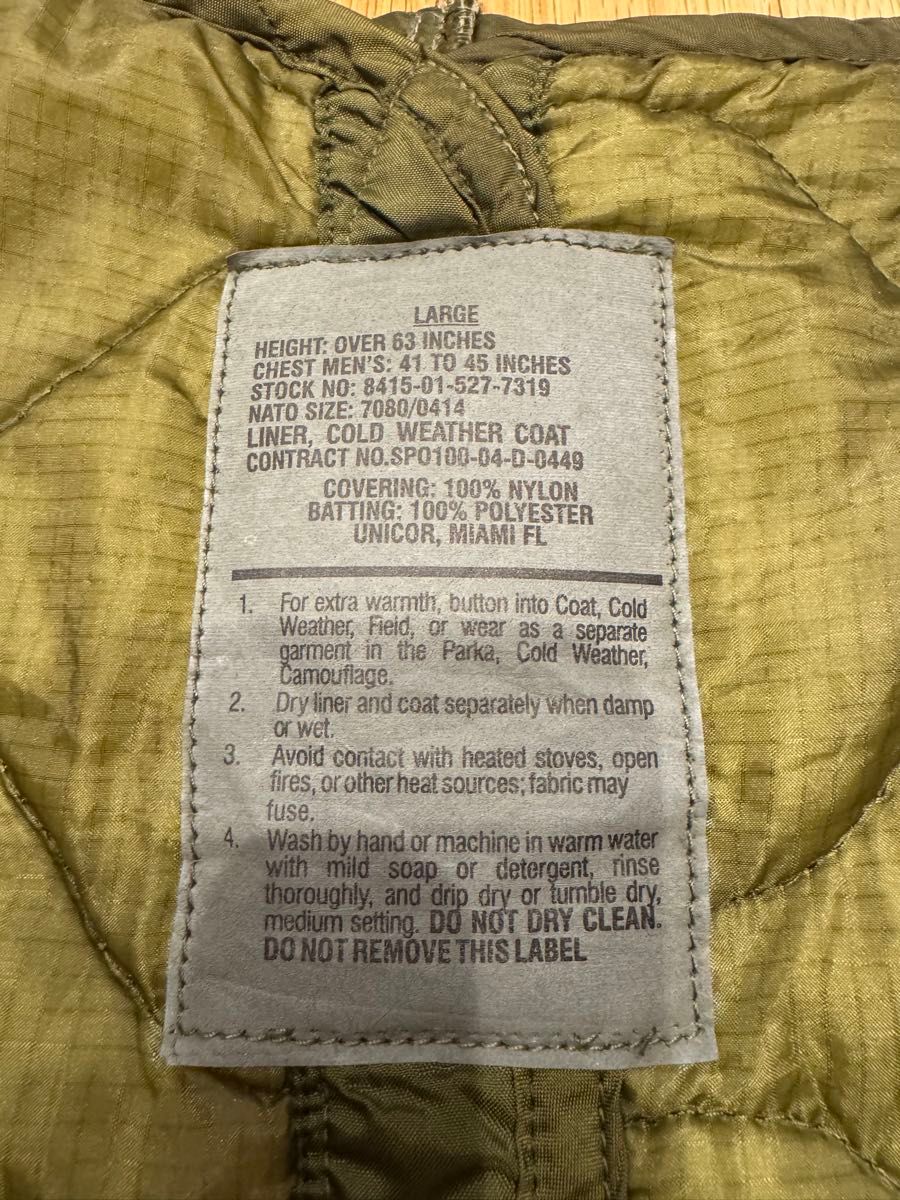 LARGE
HEIGHT: OVER 63 INCHES
CHEST MEN'S: 41 TO 45 INCHES
STOCK NO: 8415-01-527-7319
NATO SIZE: 7080/0414
LINER, COLD WEATHER COAT
CONTRACT NO.SPO100-04-D-0449
COVERING: 100% NYLON
BATTING: 100% POLYESTER
UNICOR, MIAMI FL
1. For extra warmth, button into Coat, Cold
Weather, Field, or wear as a separate
garment in the Parka, Cold Weather,
Camouflage.
2. Dry liner and coat separately when damp
or wet.
3. Avoid contact with heated stoves, open
fires, or other heat sources; fabric may
fuse.
4. Wash by hand or machine in warm water
with mild soap or detergent, rinse
thoroughly, and drip dry or tumble dry,
medium setting. DO NOT DRY CLEAN.
DO NOT REMOVE THIS LABEL